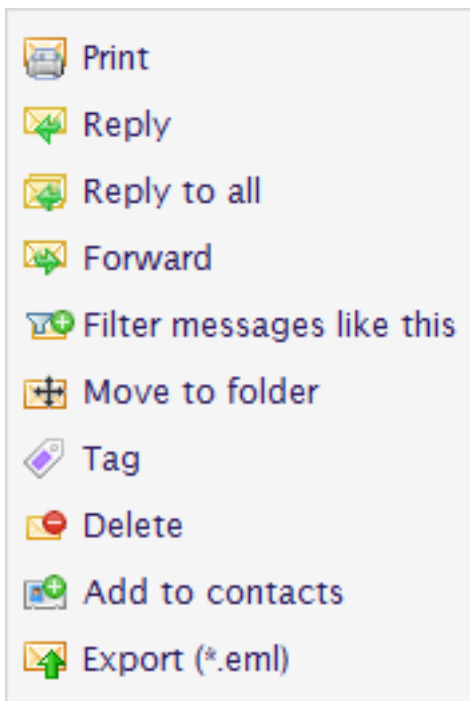 Print
Reply
Reply to all
Forward
Filter messages like this
Move to folder
Tag
Delete
Add to contacts
Export (*.eml)